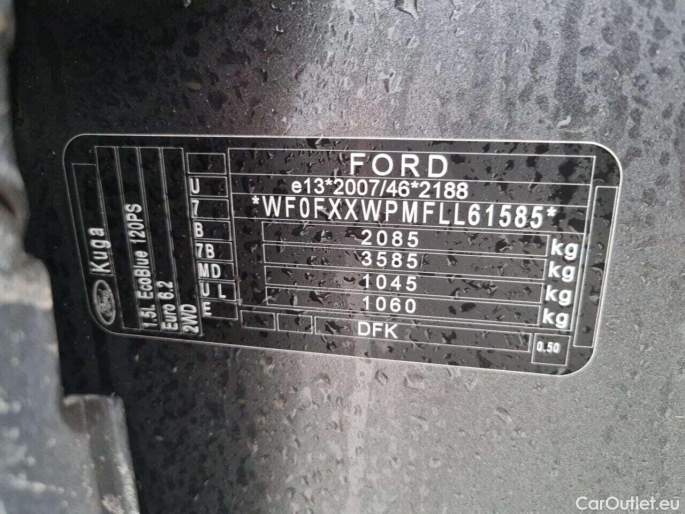 FORD
e13*2007/46*2188
*WF0FXXWPMFLL61585*
2085 kg
3585 kg
1045 kg
1060 kg
DFK
0.50
U
7
B
7B
MD
U L
E
Ford
Kuga
1.5L EcoBlue 120PS
Euro 6.2
2WD
CarOutlet.eu